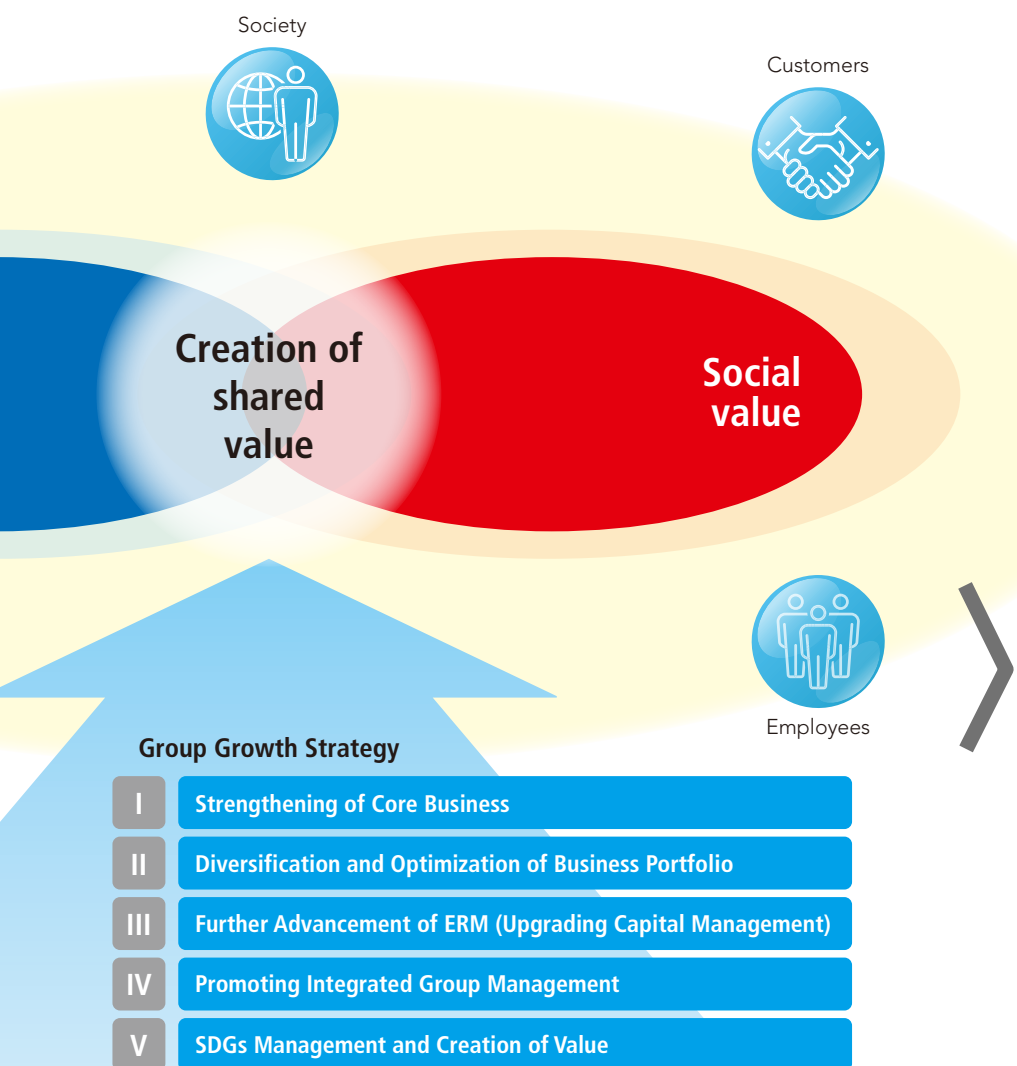 Society
Customers
Creation of
shared
value
Social
value
Employees
Group Growth Strategy
I Strengthening of Core Business
II Diversification and Optimization of Business Portfolio
III Further Advancement of ERM (Upgrading Capital Management)
IV Promoting Integrated Group Management
V SDGs Management and Creation of Value